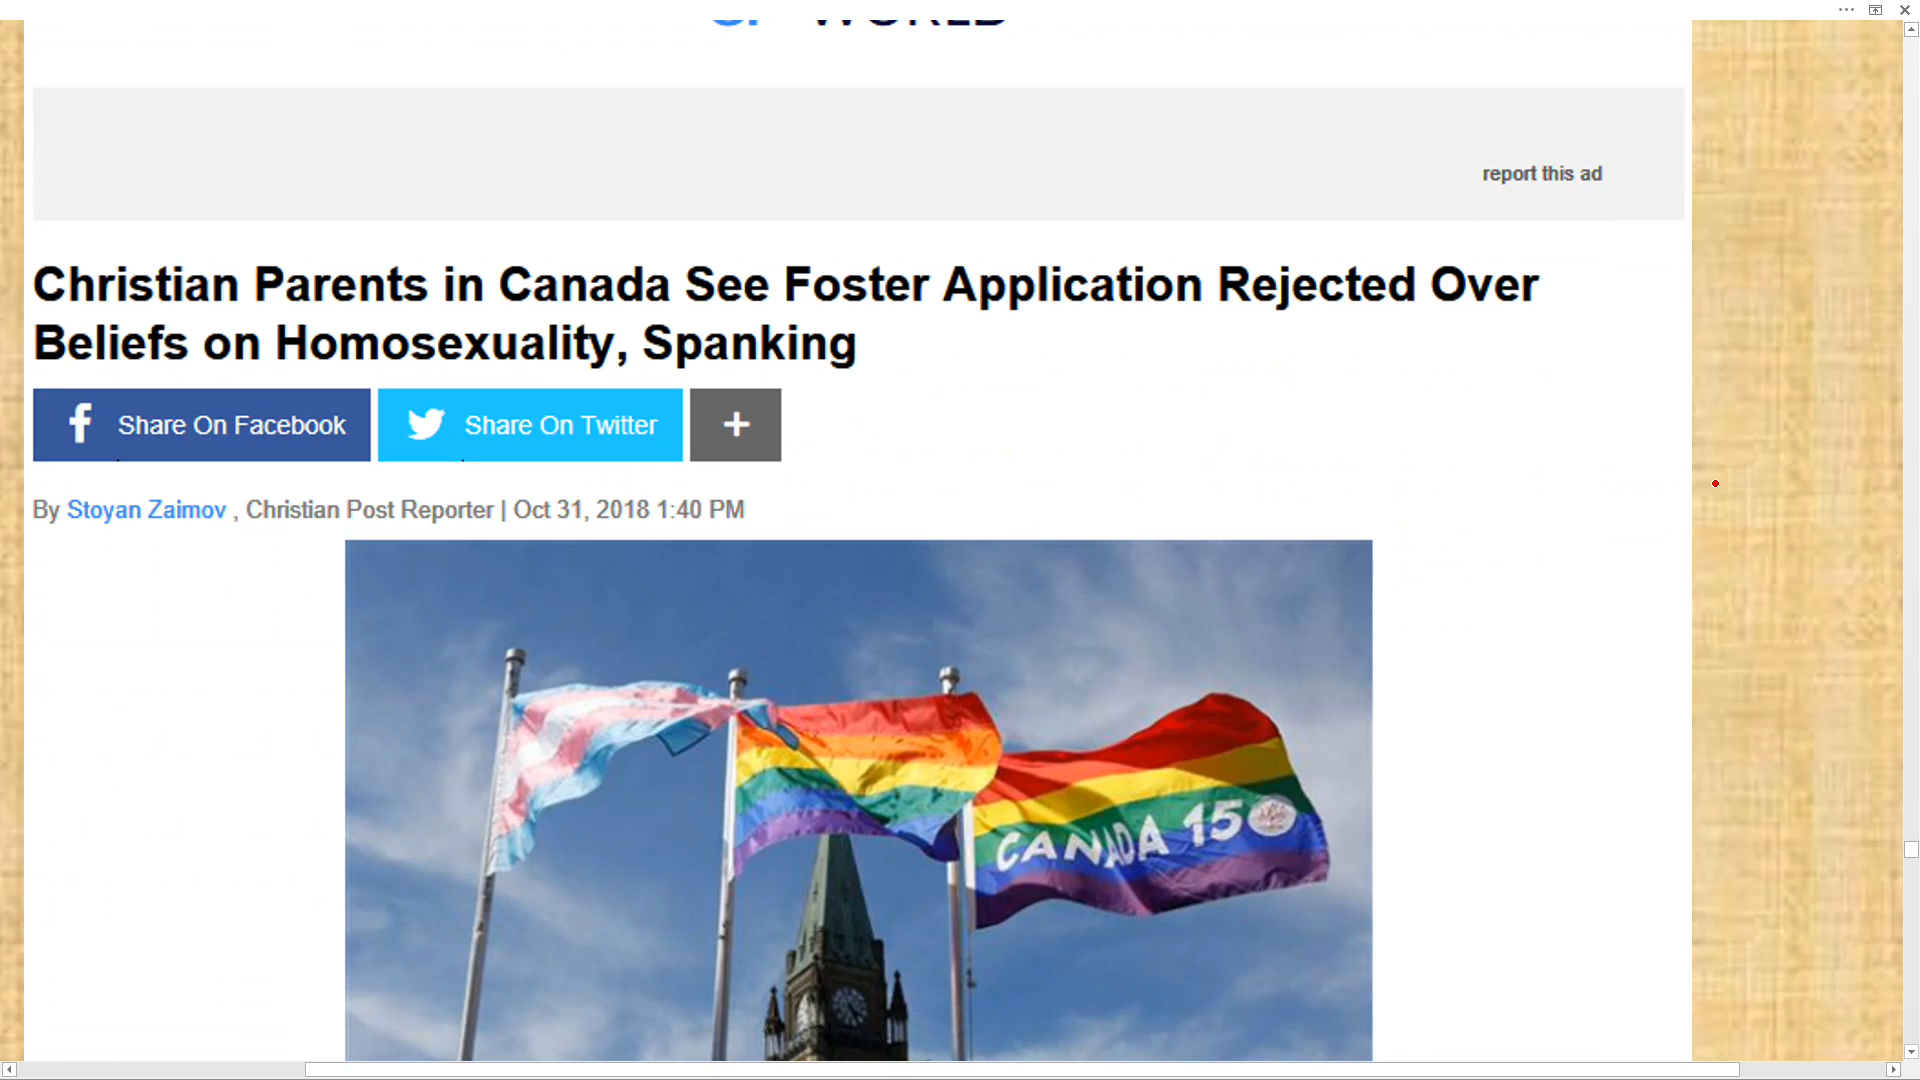 WORLD
report this ad
Christian Parents in Canada See Foster Application Rejected Over
Beliefs on Homosexuality, Spanking
Share On Facebook
Share On Twitter
+
By Stoyan Zaimov , Christian Post Reporter | Oct 31, 2018 1:40 PM
CANADA 150